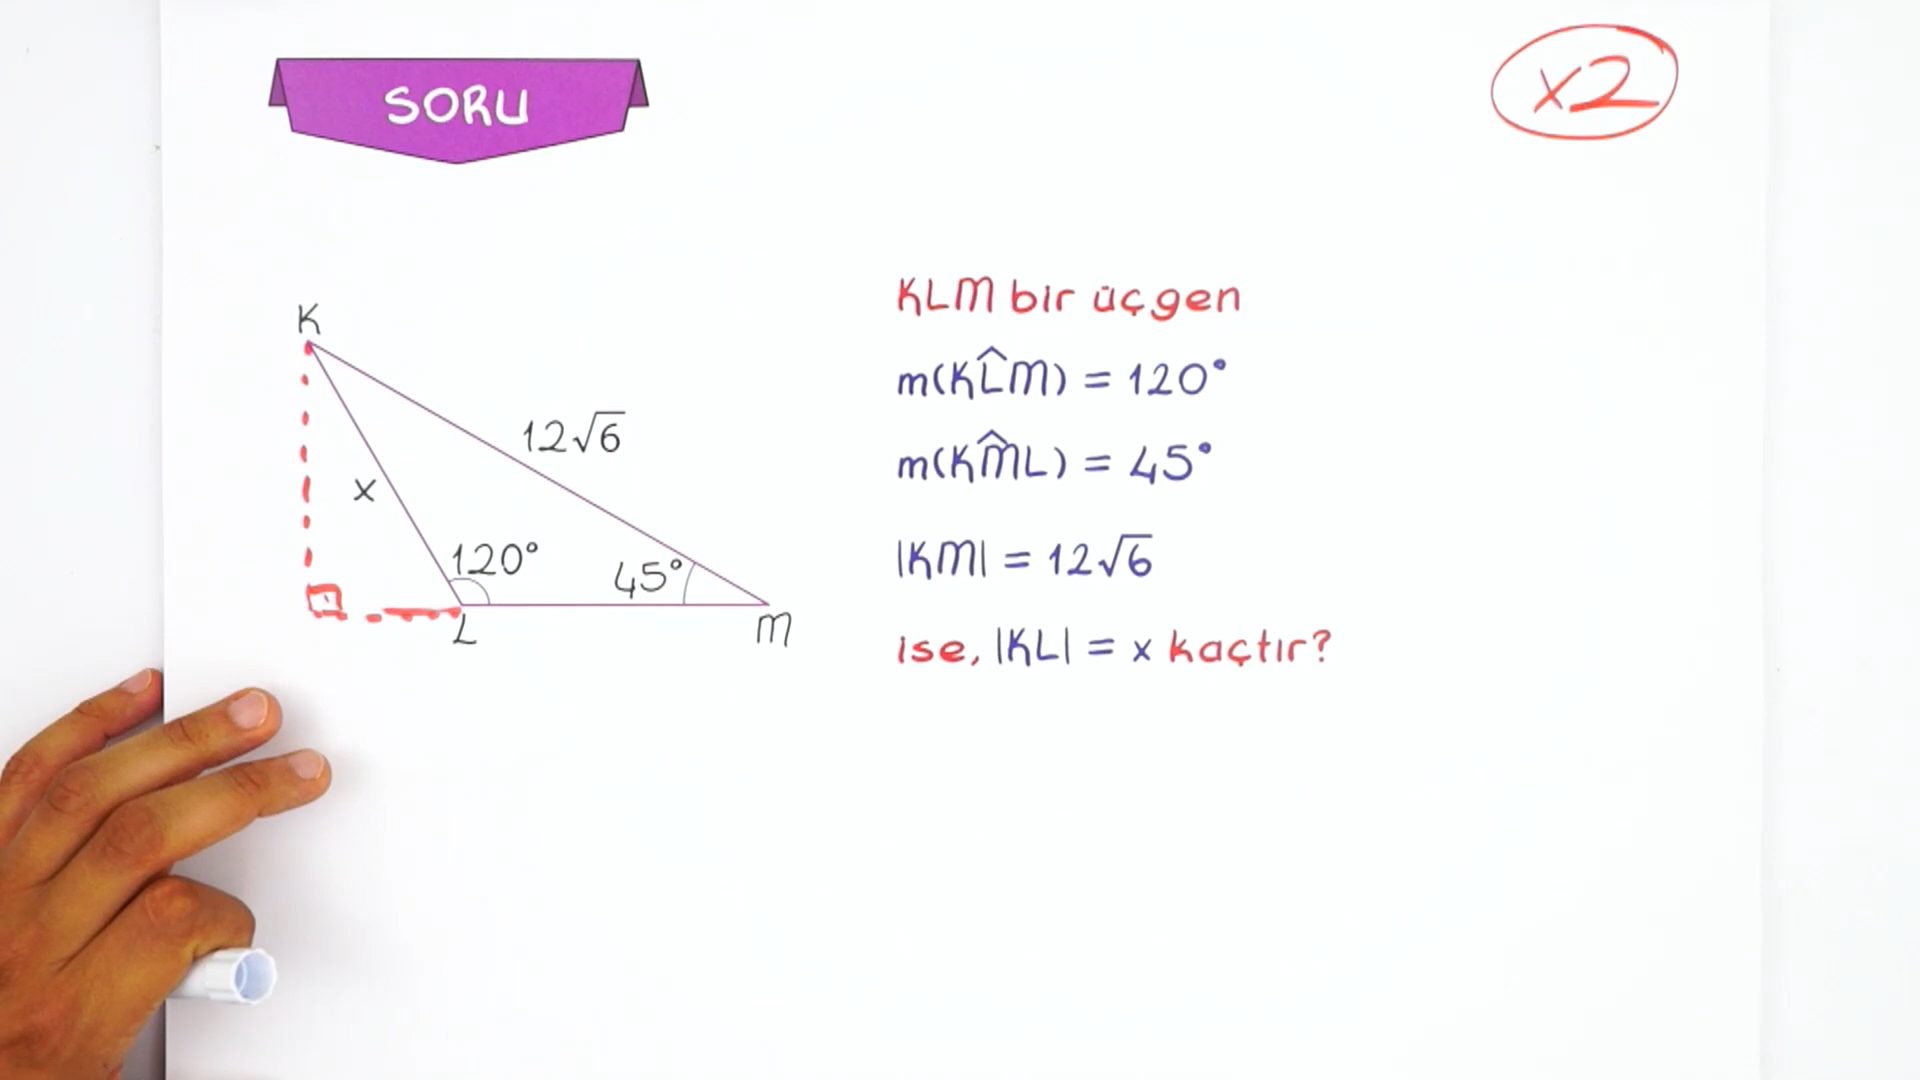 SORU
x2
K
12√6
x
120°
45°
L
M
KLM bir üçgen
m(KL̂M) = 120°
m(KM̂L) = 45°
|KM| = 12√6
ise, |KL| = x kaçtır?